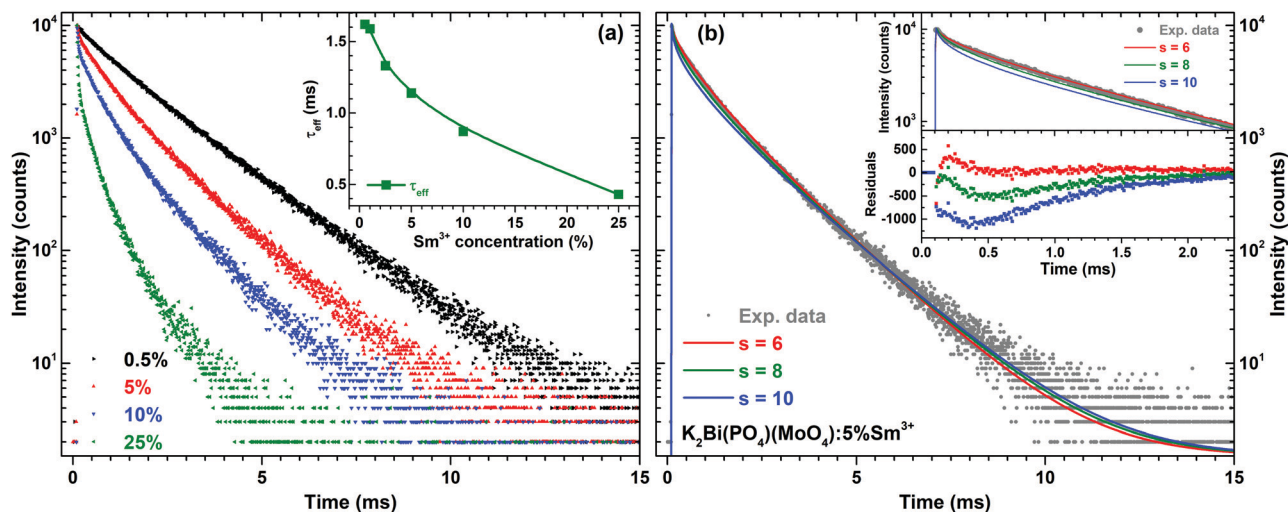 (a)
Intensity (counts)
10⁴
10³
10²
10¹
0
5
10
15
Time (ms)
0.5%
5%
10%
25%
τeff (ms)
1.5
1.0
0.5
0
5
10
15
20
25
Sm³⁺ concentration (%)
τeff
(b)
Exp. data
s = 6
s = 8
s = 10
K₂Bi(PO₄)(MoO₄):5%Sm³⁺
0
5
10
15
Time (ms)
Intensity (counts)
10⁴
10³
10²
10¹
Intensity (counts)
10⁴
10³
Exp. data
s = 6
s = 8
s = 10
Residuals
500
0
-500
-1000
0.0
0.5
1.0
1.5
2.0
Time (ms)